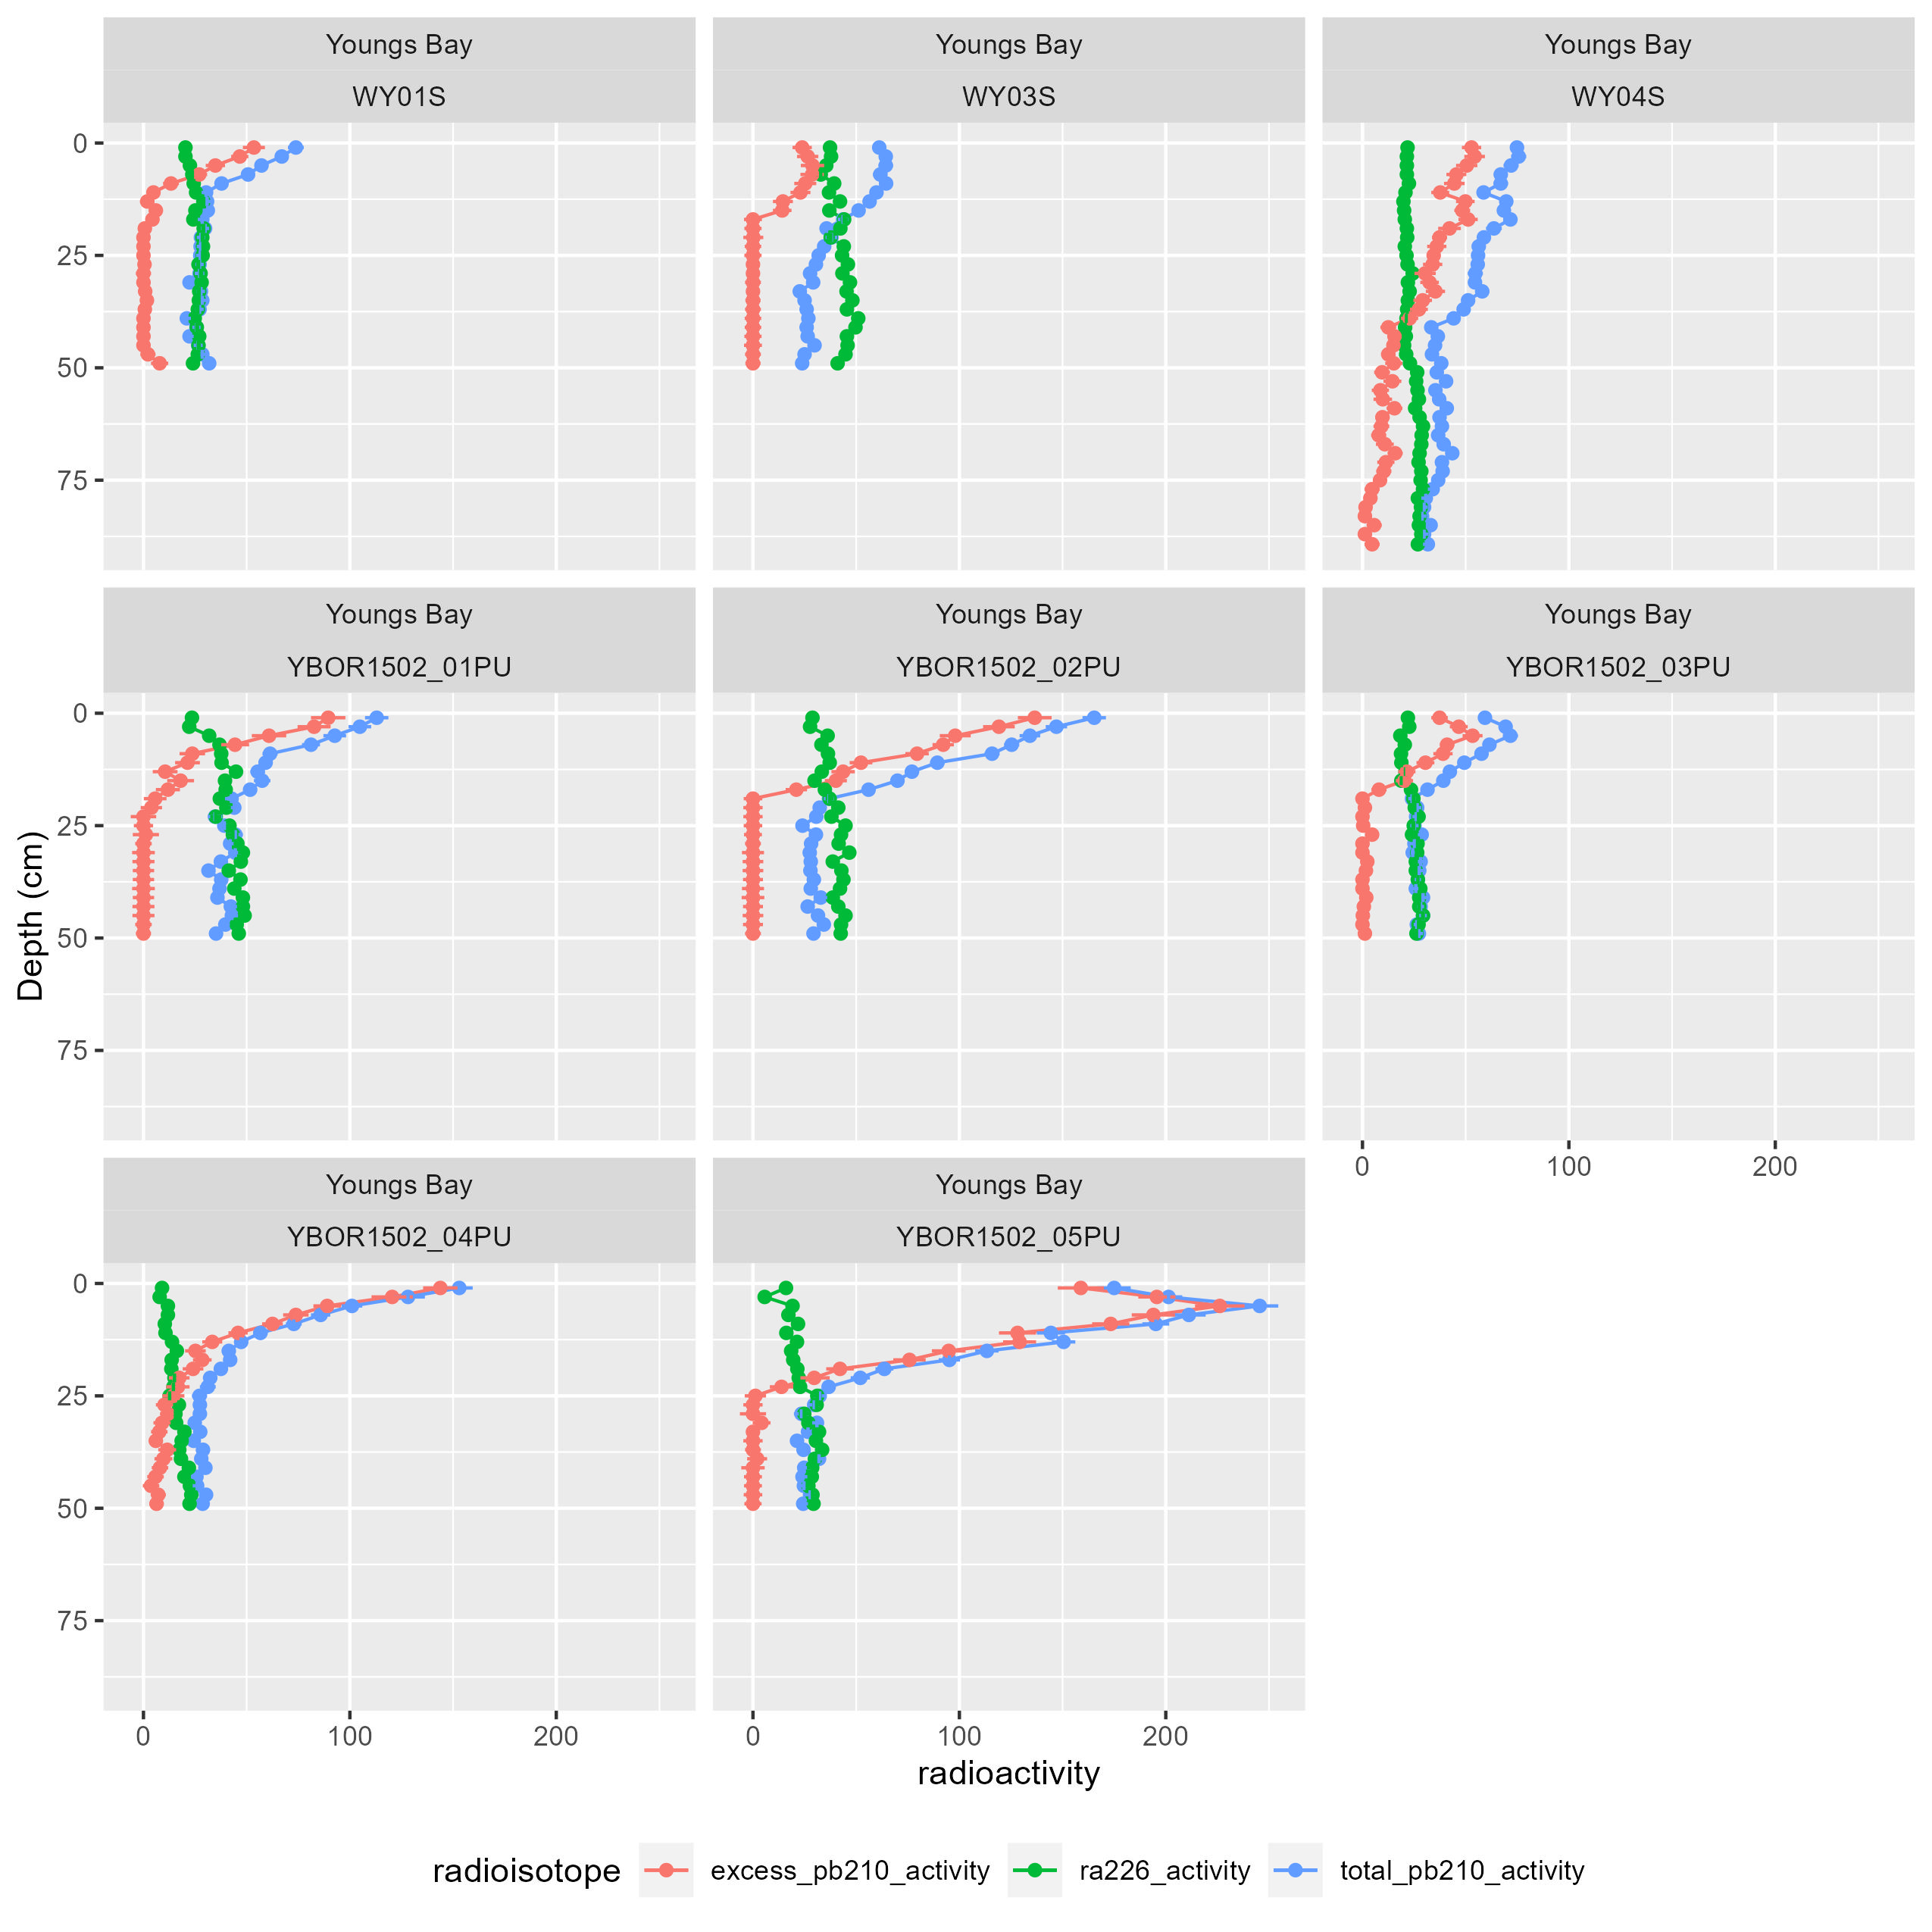 Youngs Bay
Youngs Bay
Youngs Bay
WY01S
WY03S
WY04S
0
25
50
75
Youngs Bay
Youngs Bay
Youngs Bay
YBOR1502_01PU
YBOR1502_02PU
YBOR1502_03PU
0
25
50
75
Depth (cm)
0 100 200
Youngs Bay
Youngs Bay
YBOR1502_04PU
YBOR1502_05PU
0
25
50
75
0 100 200
0 100 200
radioactivity
radioisotope excess_pb210_activity ra226_activity total_pb210_activity